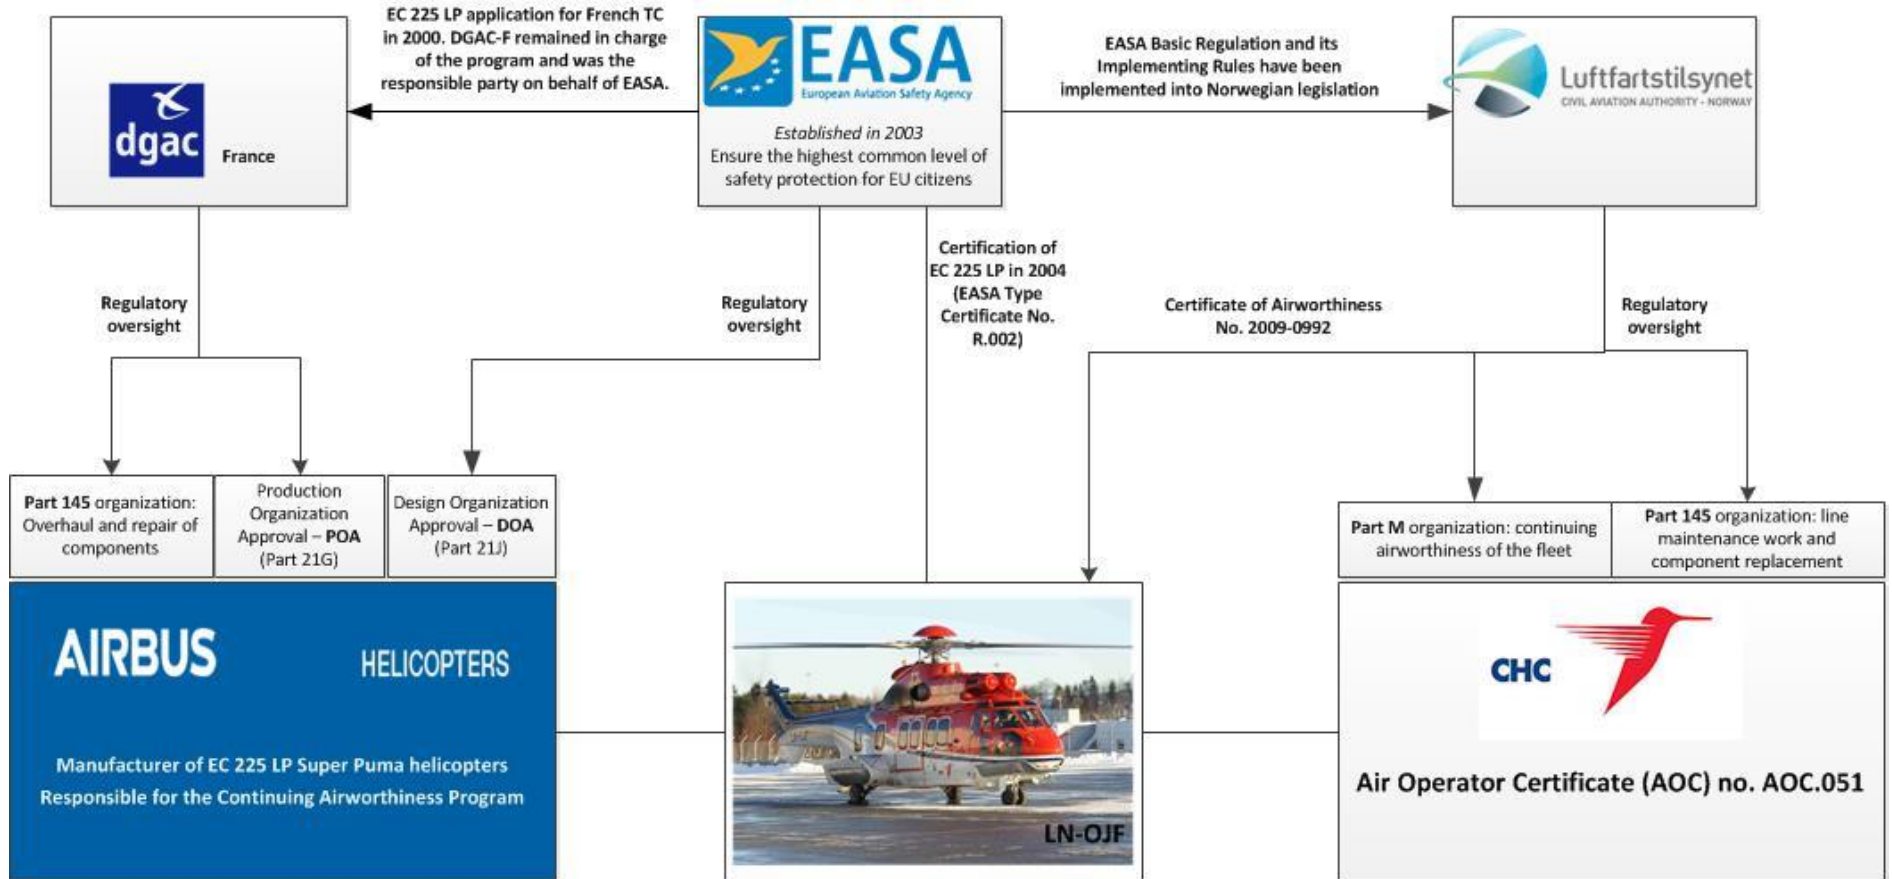 EC 225 LP application for French TC
in 2000. DGAC-F remained in charge
of the program and was the
responsible party on behalf of EASA.
dgac
France
EASA
European Aviation Safety Agency
Established in 2003
Ensure the highest common level of
safety protection for EU citizens
EASA Basic Regulation and its
Implementing Rules have been
implemented into Norwegian legislation
Luftfartstilsynet
CIVIL AVIATION AUTHORITY - NORWAY
Regulatory
oversight
Regulatory
oversight
Certification of
EC 225 LP in 2004
(EASA Type
Certificate No.
R.002)
Certificate of Airworthiness
No. 2009-0992
Regulatory
oversight
Part 145 organization:
Overhaul and repair of
components
Production
Organization
Approval – POA
(Part 21G)
Design Organization
Approval – DOA
(Part 21J)
Part M organization: continuing
airworthiness of the fleet
Part 145 organization: line
maintenance work and
component replacement
AIRBUS
HELICOPTERS
Manufacturer of EC 225 LP Super Puma helicopters
Responsible for the Continuing Airworthiness Program
LN-OJF
CHC
Air Operator Certificate (AOC) no. AOC.051